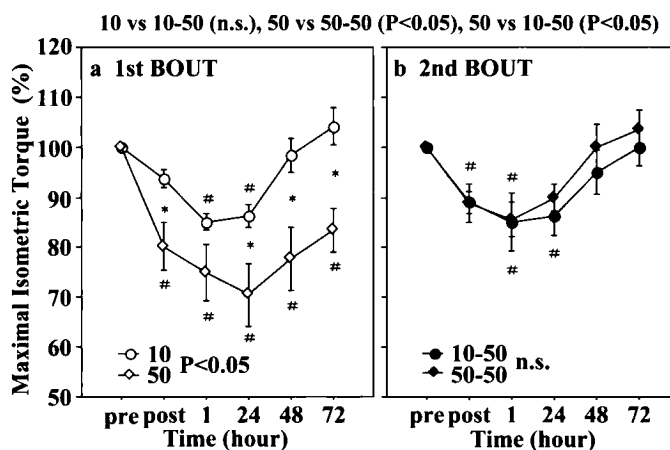 10 vs 10-50 (n.s.), 50 vs 50-50 (P<0.05), 50 vs 10-50 (P<0.05)
Maximal Isometric Torque (%)
120
110
100
90
80
70
60
50
a 1st BOUT
# #
* * * *
# # # # #
10
50
P<0.05
pre post 1 24 48 72
Time (hour)
b 2nd BOUT
# #
# #
10-50
50-50
n.s.
pre post 1 24 48 72
Time (hour)